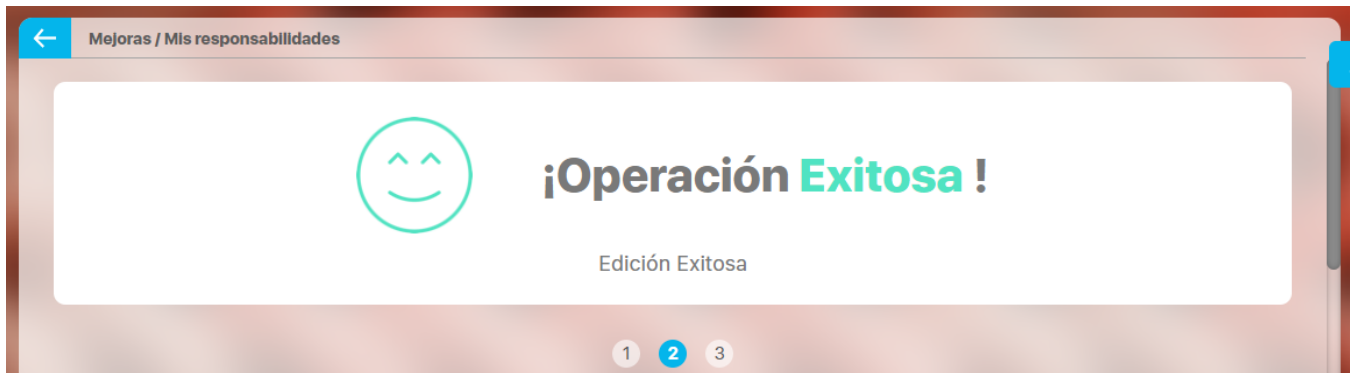 Mejoras / Mis responsabilidades
¡Operación Exitosa !
Edición Exitosa
1 2 3